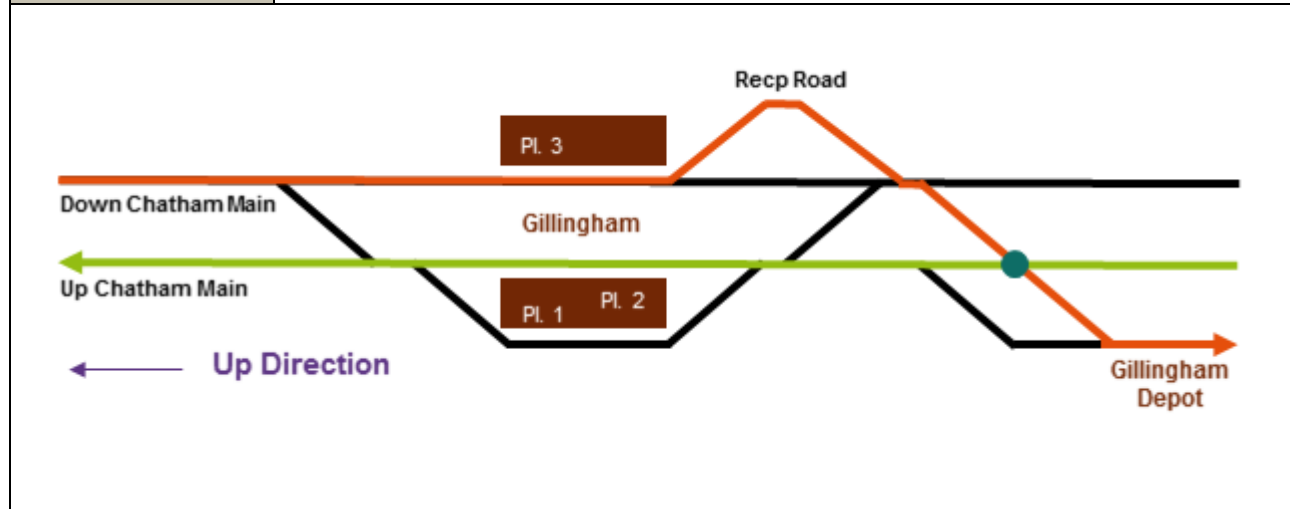 Recp Road
Pl. 3
Down Chatham Main
Gillingham
Up Chatham Main
Pl. 1
Pl. 2
Up Direction
Gillingham
Depot